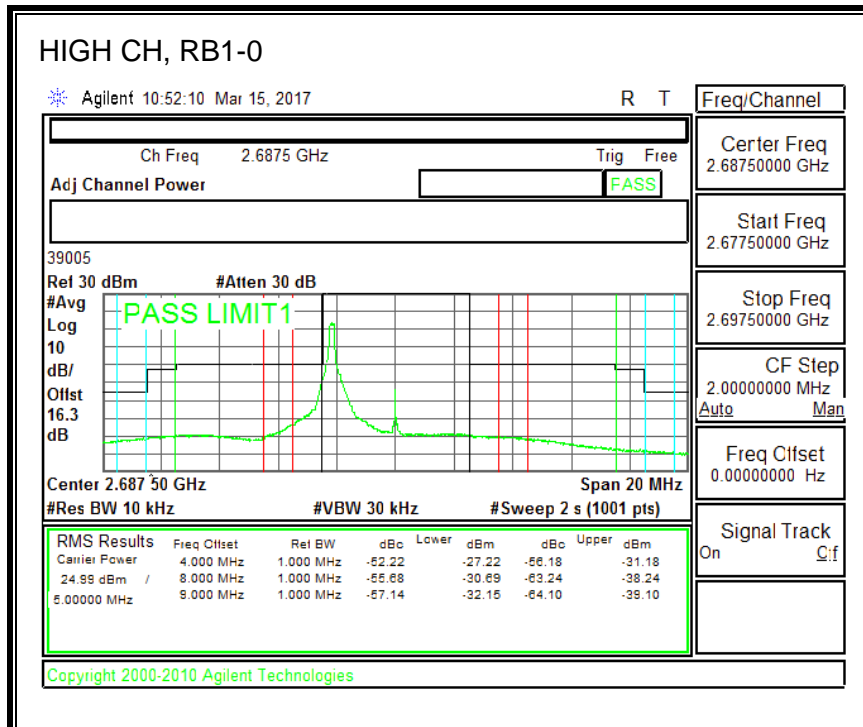 HIGH CH, RB1-0
Agilent 10:52:10 Mar 15, 2017 R T
Freq/Channel
Ch Freq 2.6875 GHz Trig Free
Adj Channel Power PASS
Center Freq
2.68750000 GHz
Start Freq
2.67750000 GHz
Stop Freq
2.69750000 GHz
CF Step
2.00000000 MHz
Auto Man
Freq Offset
0.00000000 Hz
Signal Track
On Off
39005
Ref 30 dBm #Atten 30 dB
#Avg
Log
10
dB/
Offst
16.3
dB
PASS LIMIT1
Center 2.687 50 GHz Span 20 MHz
#Res BW 10 kHz #VBW 30 kHz #Sweep 2 s (1001 pts)
RMS Results Freq Offset Ref BW dBc Lower dBm dBc Upper dBm
Carrier Power 4.000 MHz 1.000 MHz -52.22 -27.22 -56.18 -31.18
24.99 dBm / 8.000 MHz 1.000 MHz -55.68 -30.69 -63.24 -38.24
5.00000 MHz 9.000 MHz 1.000 MHz -57.14 -32.15 -64.10 -39.10
Copyright 2000-2010 Agilent Technologies